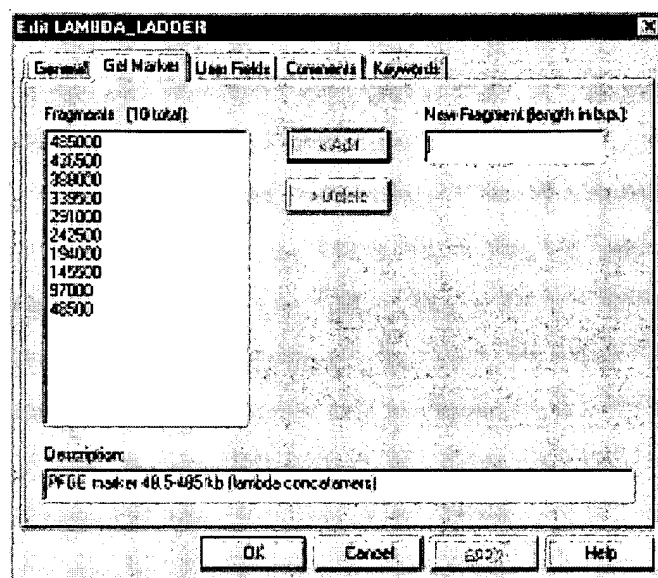 Edit LAMBDA_LADDER
General Gel Marker User Fields Comments Keywords
Fragments (10 total): New Fragment (length in b.p.):
485000
436500
388000
339500
291000
242500
194000
145500
97000
48500
< Add
> Delete
Description:
PFGE marker 48.5-485 kb (lambda concatamers)
OK Cancel Apply Help